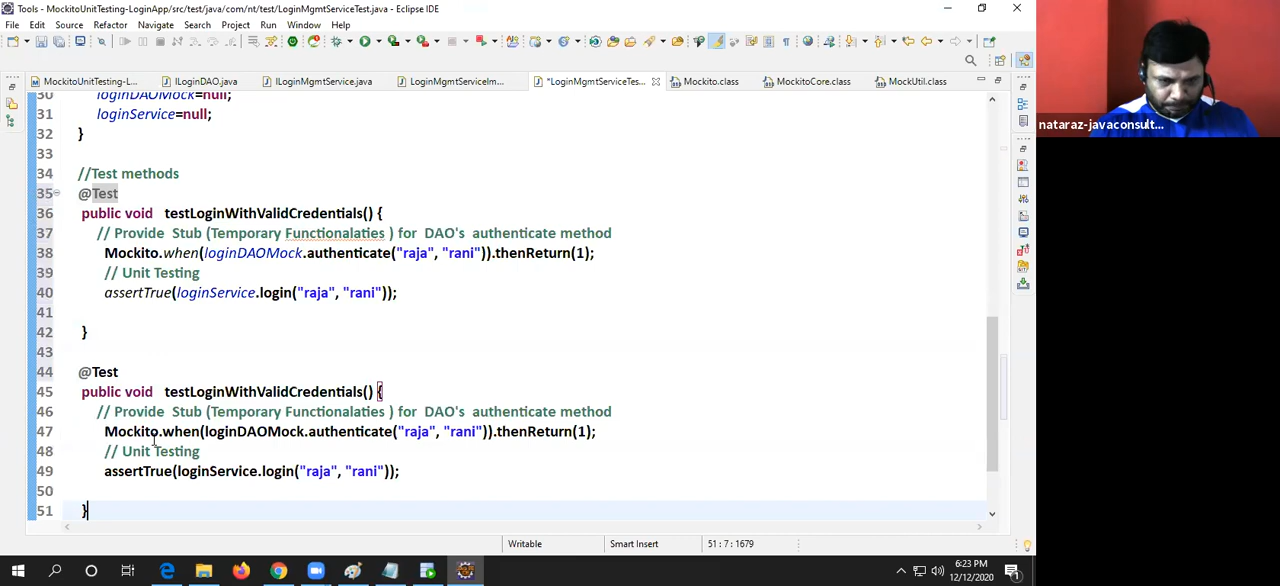 Tools - MockitoUnitTesting-LoginApp/src/test/java/com/nt/test/LoginMgmtServiceTest.java - Eclipse IDE
File Edit Source Refactor Navigate Search Project Run Window Help
MockitoUnitTesting-L... ILoginDAO.java ILoginMgmtService.java LoginMgmtServiceIm... *LoginMgmtServiceTes... Mockito.class MockitoCore.class MockUtil.class
nataraz-javaconsult...
30 loginDAOMock=null;
31 loginService=null;
32 }
33
34 //Test methods
35 @Test
36 public void testLoginWithValidCredentials() {
37 // Provide Stub (Temporary Functionalaties ) for DAO's authenticate method
38 Mockito.when(loginDAOMock.authenticate("raja", "rani")).thenReturn(1);
39 // Unit Testing
40 assertTrue(loginService.login("raja", "rani"));
41
42 }
43
44 @Test
45 public void testLoginWithValidCredentials() {
46 // Provide Stub (Temporary Functionalaties ) for DAO's authenticate method
47 Mockito.when(loginDAOMock.authenticate("raja", "rani")).thenReturn(1);
48 // Unit Testing
49 assertTrue(loginService.login("raja", "rani"));
50
51 }
Writable Smart Insert 51 : 7 : 1679
6:23 PM
12/12/2020